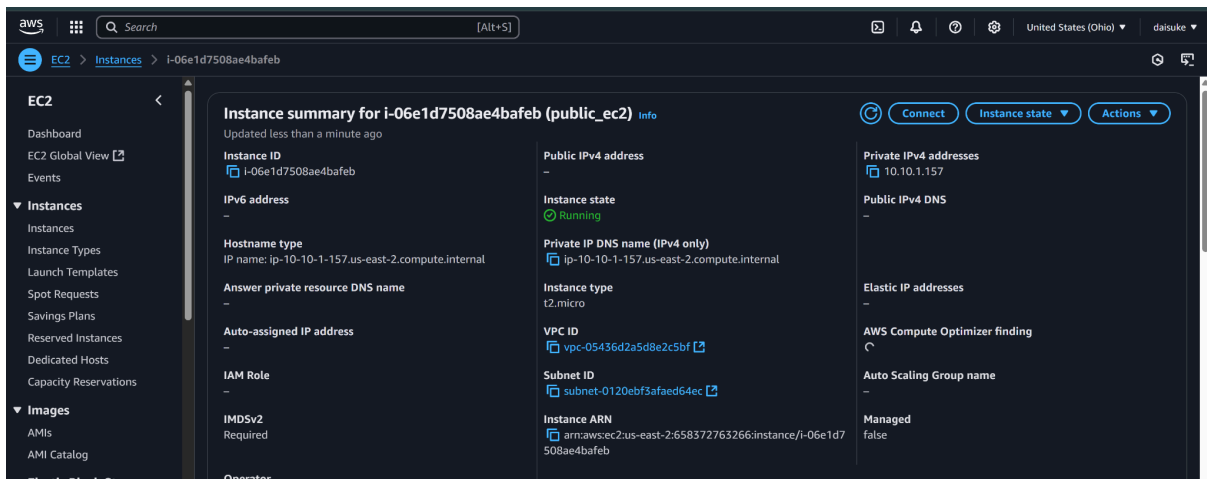 aws
Search [Alt+S]
United States (Ohio) ▼ daisuke ▼
EC2 > Instances > i-06e1d7508ae4bafeb
EC2
Dashboard
EC2 Global View
Events
▼ Instances
Instances
Instance Types
Launch Templates
Spot Requests
Savings Plans
Reserved Instances
Dedicated Hosts
Capacity Reservations
▼ Images
AMIs
AMI Catalog
Instance summary for i-06e1d7508ae4bafeb (public_ec2) Info
Updated less than a minute ago
Connect
Instance state ▼
Actions ▼
Instance ID
i-06e1d7508ae4bafeb
Public IPv4 address
–
Private IPv4 addresses
10.10.1.157
IPv6 address
–
Instance state
Running
Public IPv4 DNS
–
Hostname type
IP name: ip-10-10-1-157.us-east-2.compute.internal
Private IP DNS name (IPv4 only)
ip-10-10-1-157.us-east-2.compute.internal
Answer private resource DNS name
–
Instance type
t2.micro
Elastic IP addresses
–
Auto-assigned IP address
–
VPC ID
vpc-05436d2a5d8e2c5bf
AWS Compute Optimizer finding
IAM Role
–
Subnet ID
subnet-0120ebf3afaed64ec
Auto Scaling Group name
–
IMDSv2
Required
Instance ARN
arn:aws:ec2:us-east-2:658372763266:instance/i-06e1d7
508ae4bafeb
Managed
false
Operator